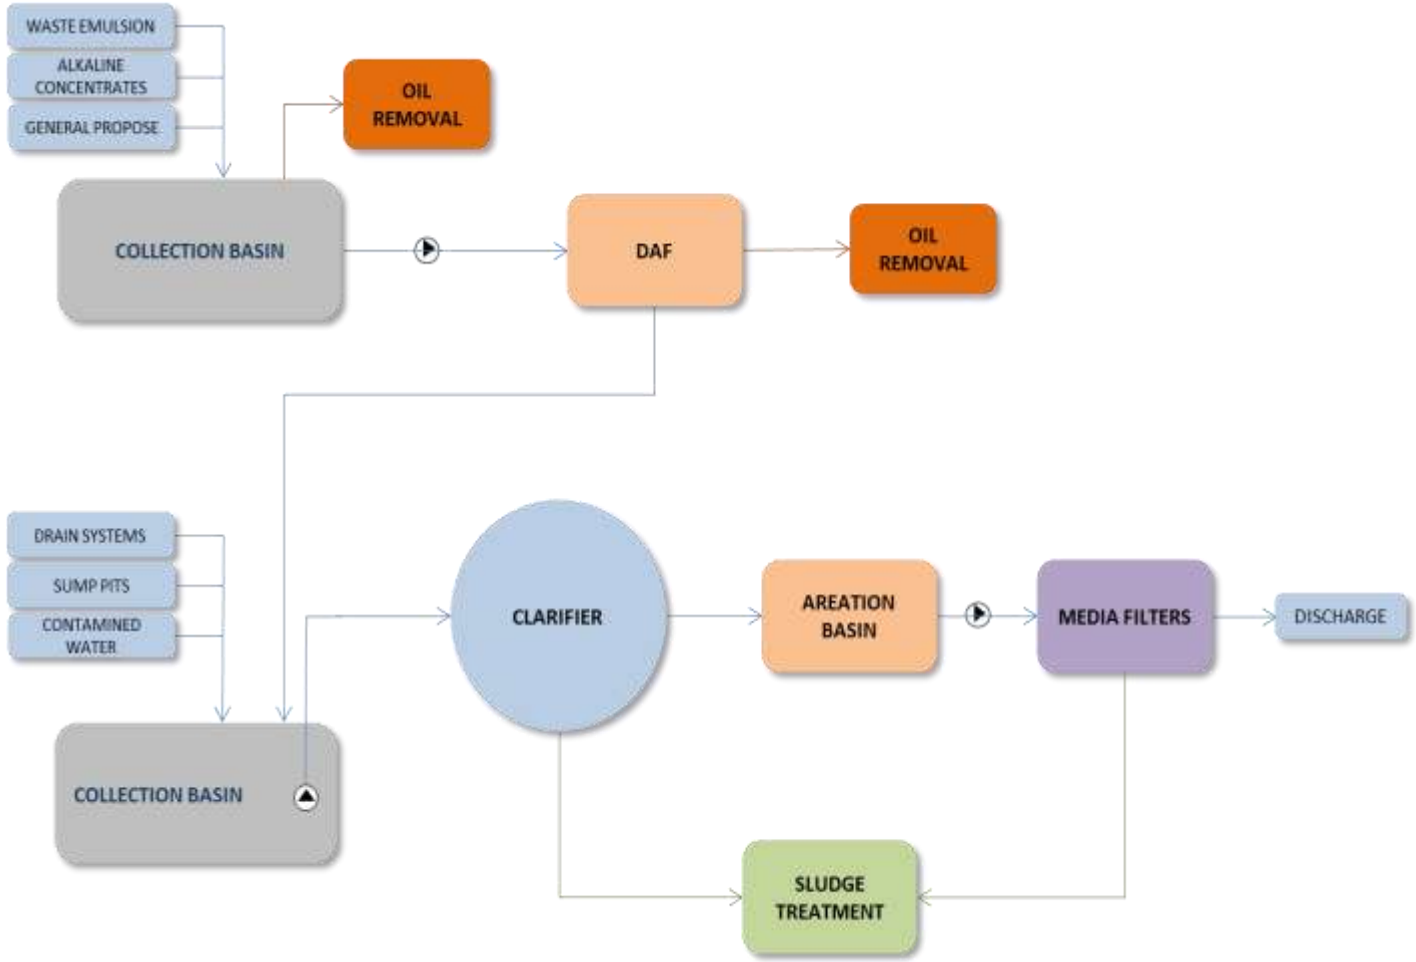 WASTE EMULSION
ALKALINE
CONCENTRATES
GENERAL PROPOSE
OIL
REMOVAL
COLLECTION BASIN
DAF
OIL
REMOVAL
DRAIN SYSTEMS
SUMP PITS
CONTAMINED
WATER
CLARIFIER
AREATION
BASIN
MEDIA FILTERS
DISCHARGE
COLLECTION BASIN
SLUDGE
TREATMENT